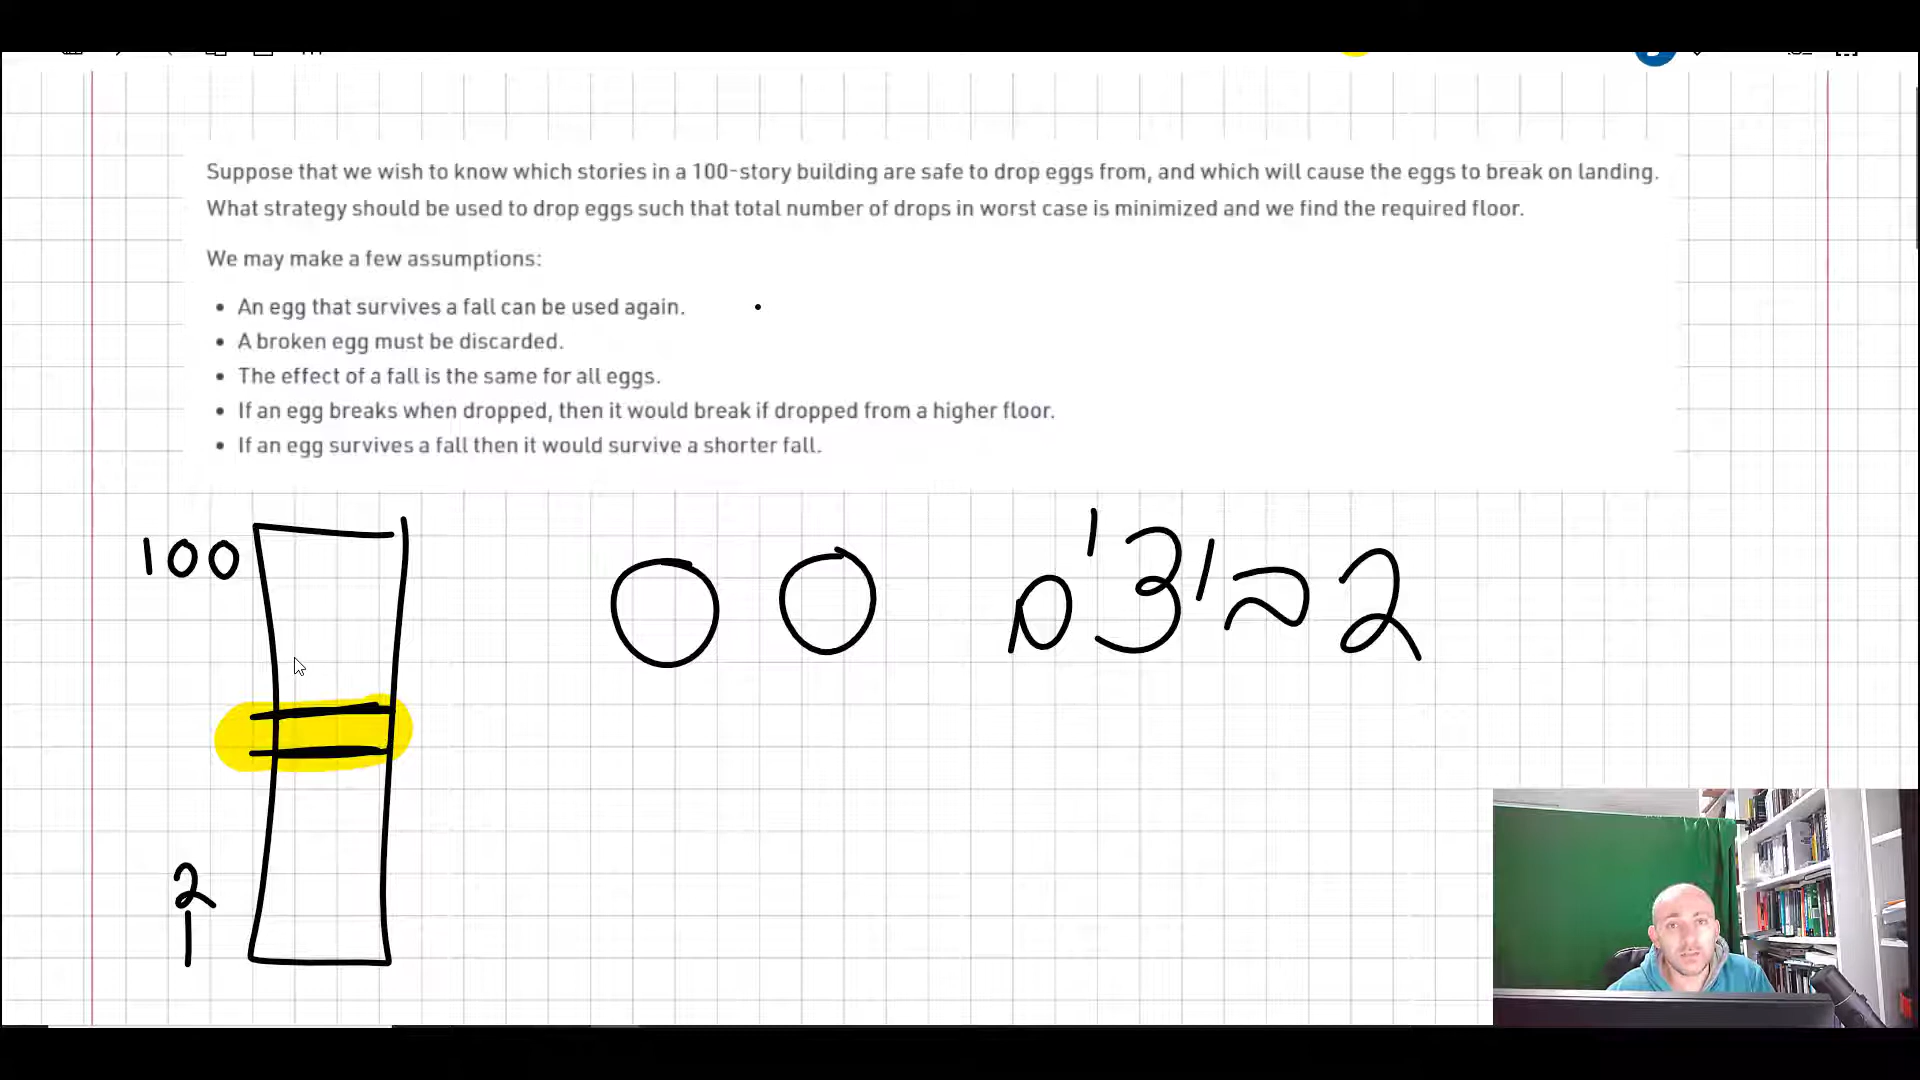 Suppose that we wish to know which stories in a 100-story building are safe to drop eggs from, and which will cause the eggs to break on landing.
What strategy should be used to drop eggs such that total number of drops in worst case is minimized and we find the required floor.
We may make a few assumptions:
• An egg that survives a fall can be used again.
• A broken egg must be discarded.
• The effect of a fall is the same for all eggs.
• If an egg breaks when dropped, then it would break if dropped from a higher floor.
• If an egg survives a fall then it would survive a shorter fall.
100
2 ביצים
2
1